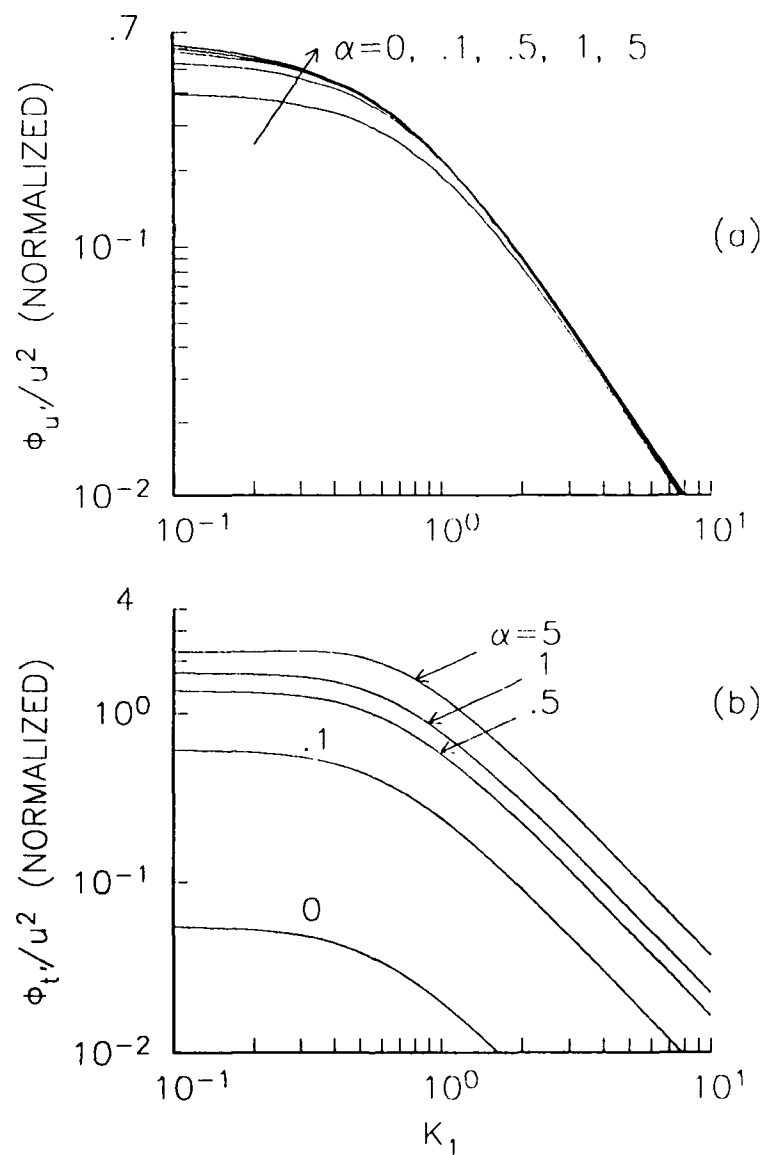 .7
α=0, .1, .5, 1, 5
10⁻¹
(a)
Φu'/u² (NORMALIZED)
10⁻²
10⁻¹
10⁰
10¹
4
α=5
1
.5
(b)
10⁰
.1
Φt'/u² (NORMALIZED)
10⁻¹
0
10⁻²
10⁻¹
10⁰
10¹
K₁